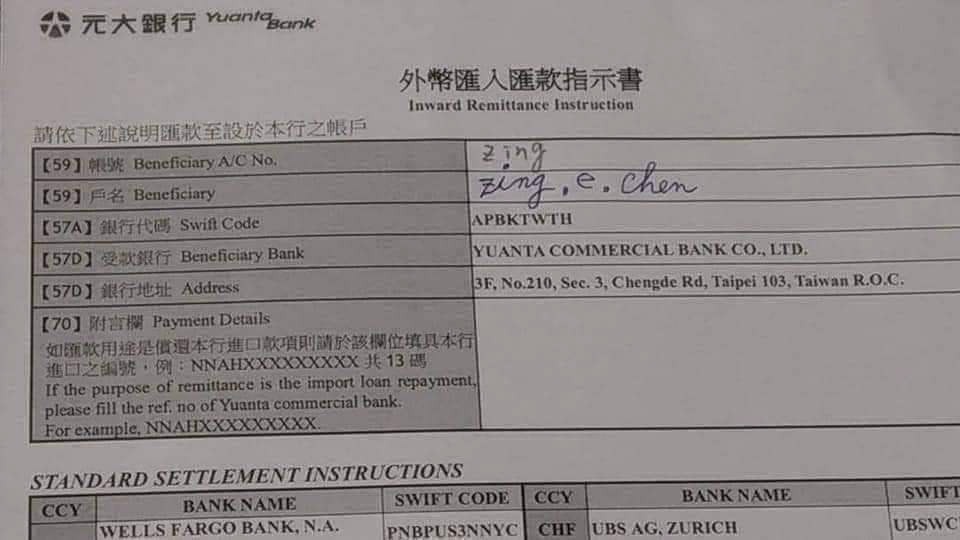 元大銀行 Yuanta Bank
外幣匯入匯款指示書
Inward Remittance Instruction
請依下述說明匯款至設於本行之帳戶
【59】帳號 Beneficiary A/C No. zing
【59】戶名 Beneficiary zing. e. chen
【57A】銀行代碼 Swift Code APBKTWTH
【57D】受款銀行 Beneficiary Bank YUANTA COMMERCIAL BANK CO., LTD.
【57D】銀行地址 Address 3F, No.210, Sec. 3, Chengde Rd, Taipei 103, Taiwan R.O.C.
【70】附言欄 Payment Details
如匯款用途是償還本行進口款項則請於該欄位填具本行
進口之編號，例：NNAHXXXXXXXXX 共 13 碼
If the purpose of remittance is the import loan repayment,
please fill the ref. no of Yuanta commercial bank.
For example, NNAHXXXXXXXXX.
STANDARD SETTLEMENT INSTRUCTIONS
CCY BANK NAME SWIFT CODE CCY BANK NAME SWIFT
WELLS FARGO BANK, N.A. PNBPUS3NNYC CHF UBS AG, ZURICH UBSWC